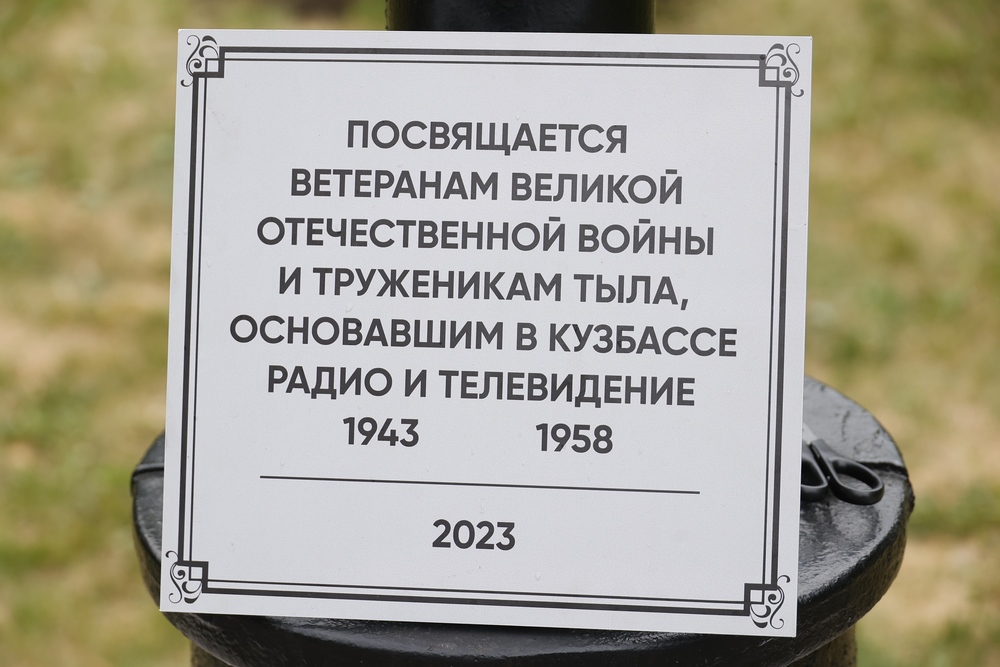 ПОСВЯЩАЕТСЯ
ВЕТЕРАНАМ ВЕЛИКОЙ
ОТЕЧЕСТВЕННОЙ ВОЙНЫ
И ТРУЖЕНИКАМ ТЫЛА,
ОСНОВАВШИМ В КУЗБАССЕ
РАДИО И ТЕЛЕВИДЕНИЕ
1943 1958
2023